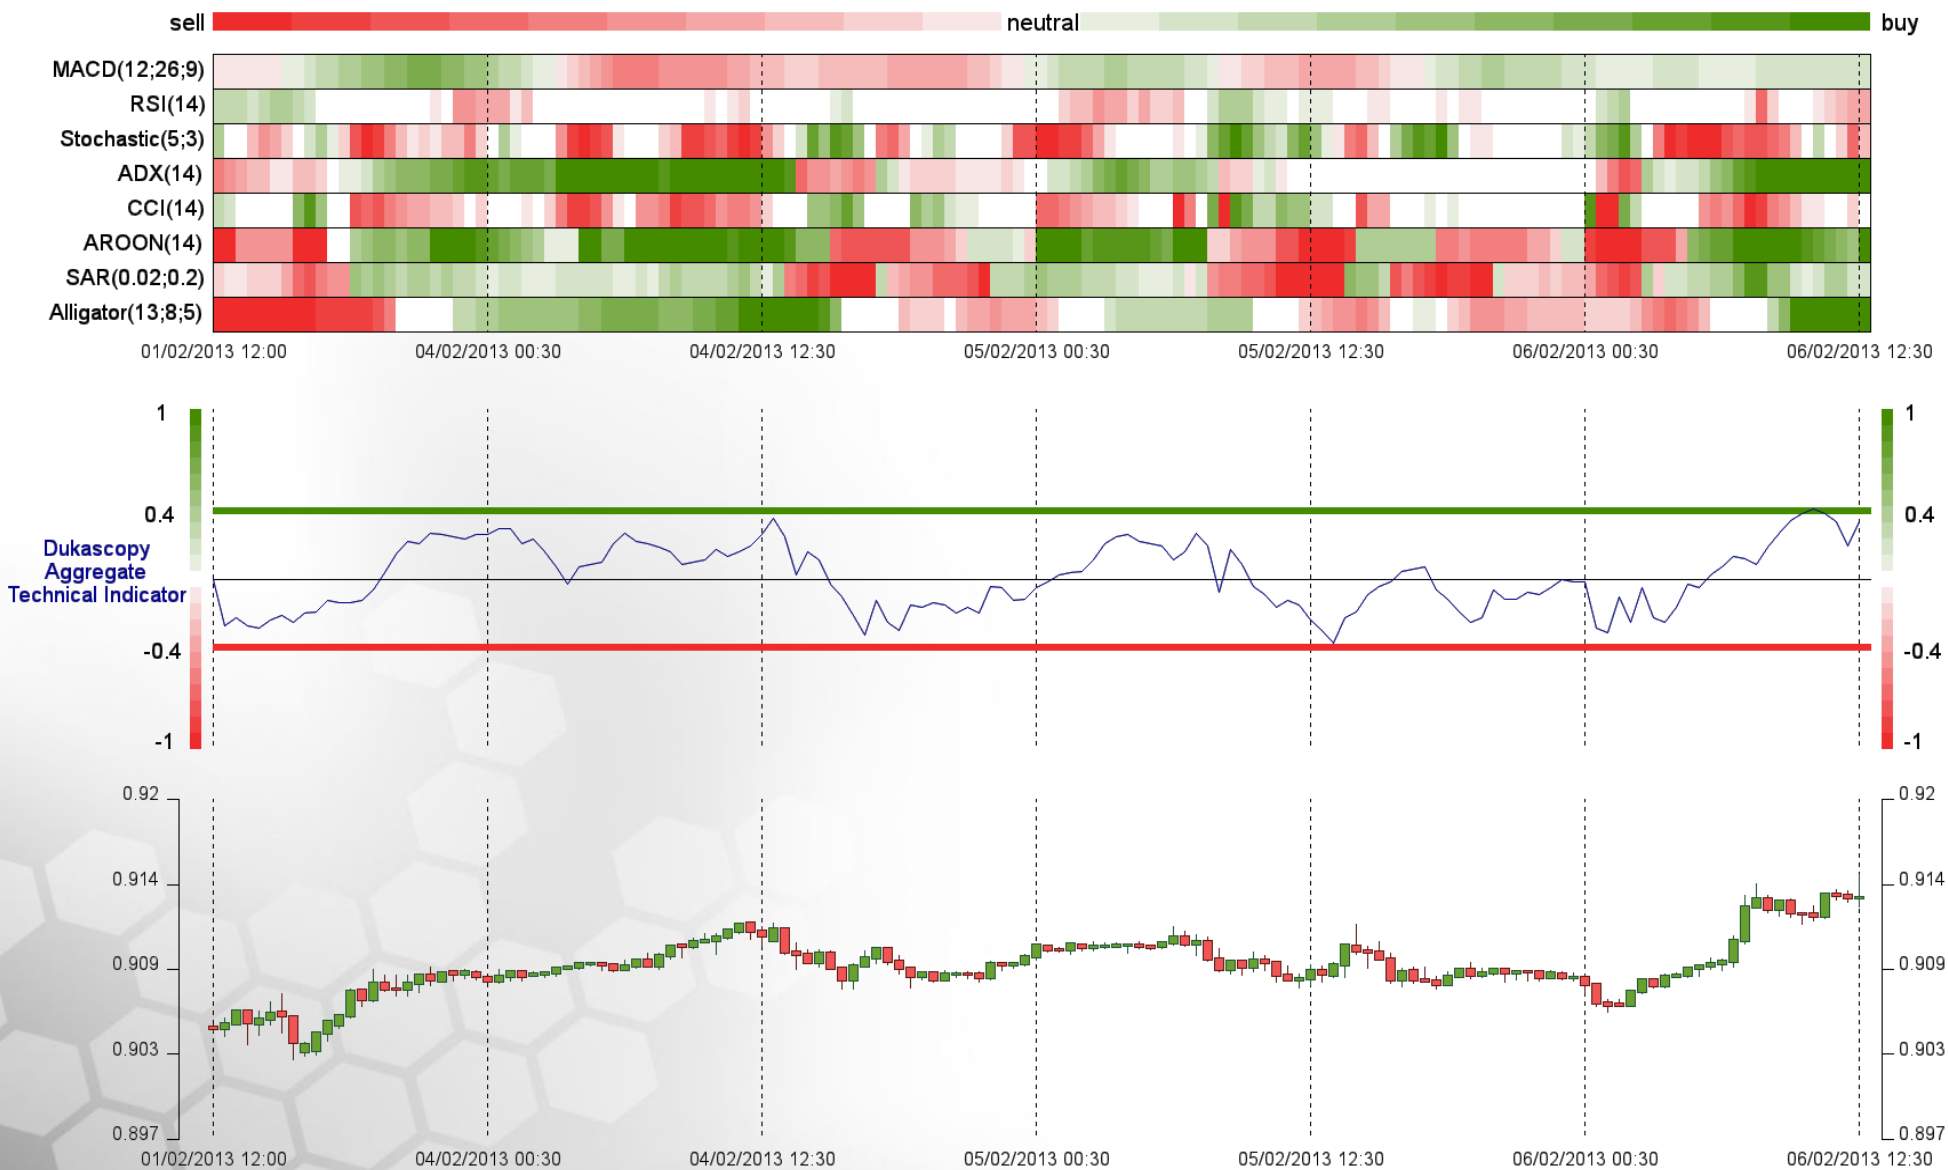 sell neutral buy
MACD(12;26;9)
RSI(14)
Stochastic(5;3)
ADX(14)
CCI(14)
AROON(14)
SAR(0.02;0.2)
Alligator(13;8;5)
01/02/2013 12:00 04/02/2013 00:30 04/02/2013 12:30 05/02/2013 00:30 05/02/2013 12:30 06/02/2013 00:30 06/02/2013 12:30
1 1
0.4 0.4
Dukascopy
Aggregate
Technical Indicator
-0.4 -0.4
-1 -1
0.92 0.92
0.914 0.914
0.909 0.909
0.903 0.903
0.897 0.897
01/02/2013 12:00 04/02/2013 00:30 04/02/2013 12:30 05/02/2013 00:30 05/02/2013 12:30 06/02/2013 00:30 06/02/2013 12:30